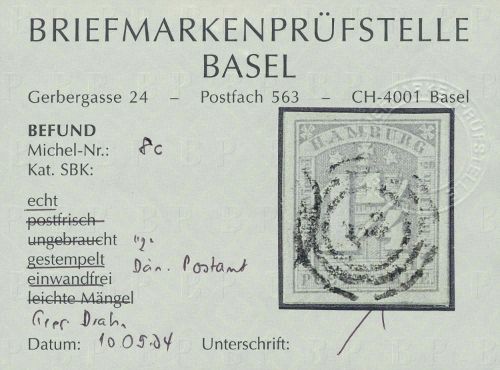 BRIEFMARKENPRÜFSTELLE
BASEL
Gerbergasse 24 – Postfach 563 – CH-4001 Basel
BEFUND
Michel-Nr.: 8c
Kat. SBK:
echt
postfrisch
ungebraucht
gestempelt
einwandfrei
leichte Mängel
Dän. Postamt
Datum: 10 05.04
Unterschrift:
HAMBURG